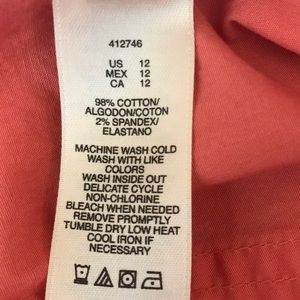 412746
US 12
MEX 12
CA 12
98% COTTON/
ALGODON/COTON
2% SPANDEX/
ELASTANO
MACHINE WASH COLD
WASH WITH LIKE
COLORS
WASH INSIDE OUT
DELICATE CYCLE
NON-CHLORINE
BLEACH WHEN NEEDED
REMOVE PROMPTLY
TUMBLE DRY LOW HEAT
COOL IRON IF
NECESSARY